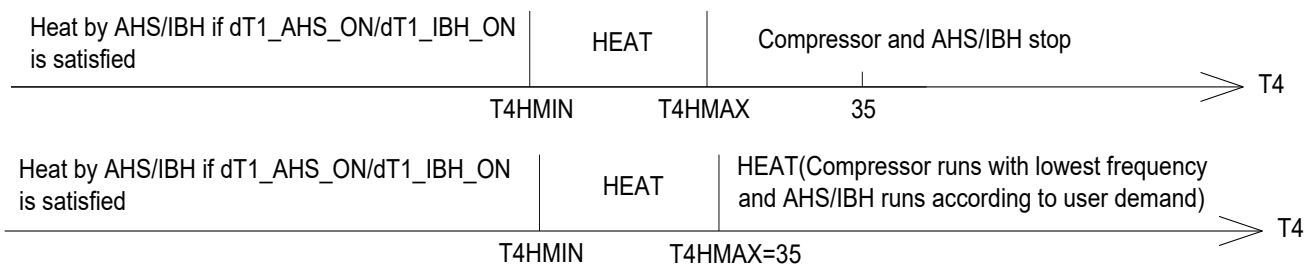 Heat by AHS/IBH if dT1_AHS_ON/dT1_IBH_ON
is satisfied
HEAT
Compressor and AHS/IBH stop
T4
T4HMIN
T4HMAX
35
Heat by AHS/IBH if dT1_AHS_ON/dT1_IBH_ON
is satisfied
HEAT
HEAT(Compressor runs with lowest frequency
and AHS/IBH runs according to user demand)
T4
T4HMIN
T4HMAX=35